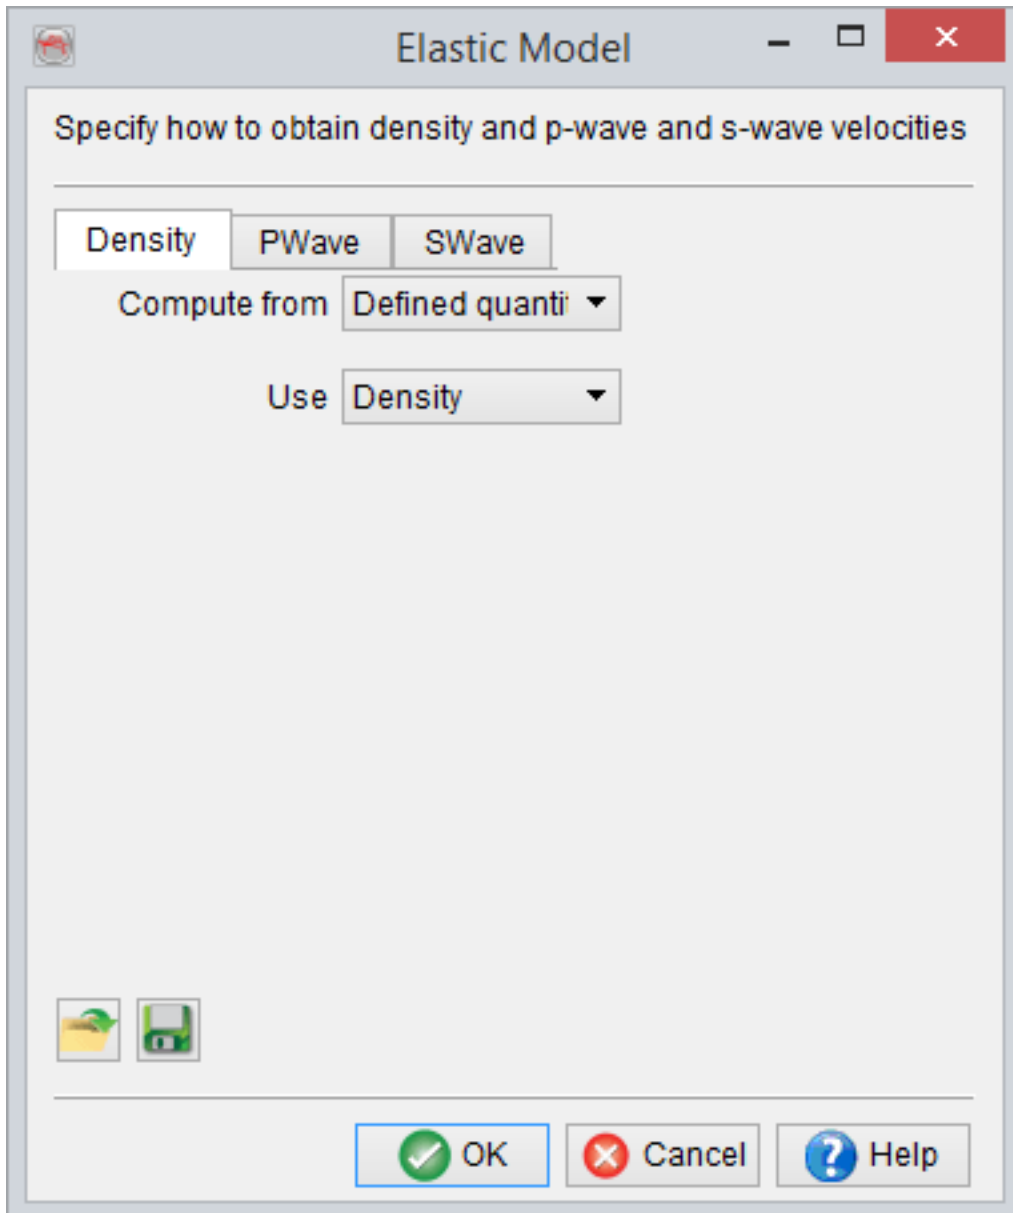 Elastic Model
Specify how to obtain density and p-wave and s-wave velocities
Density PWave SWave
Compute from Defined quanti
Use Density
OK Cancel Help